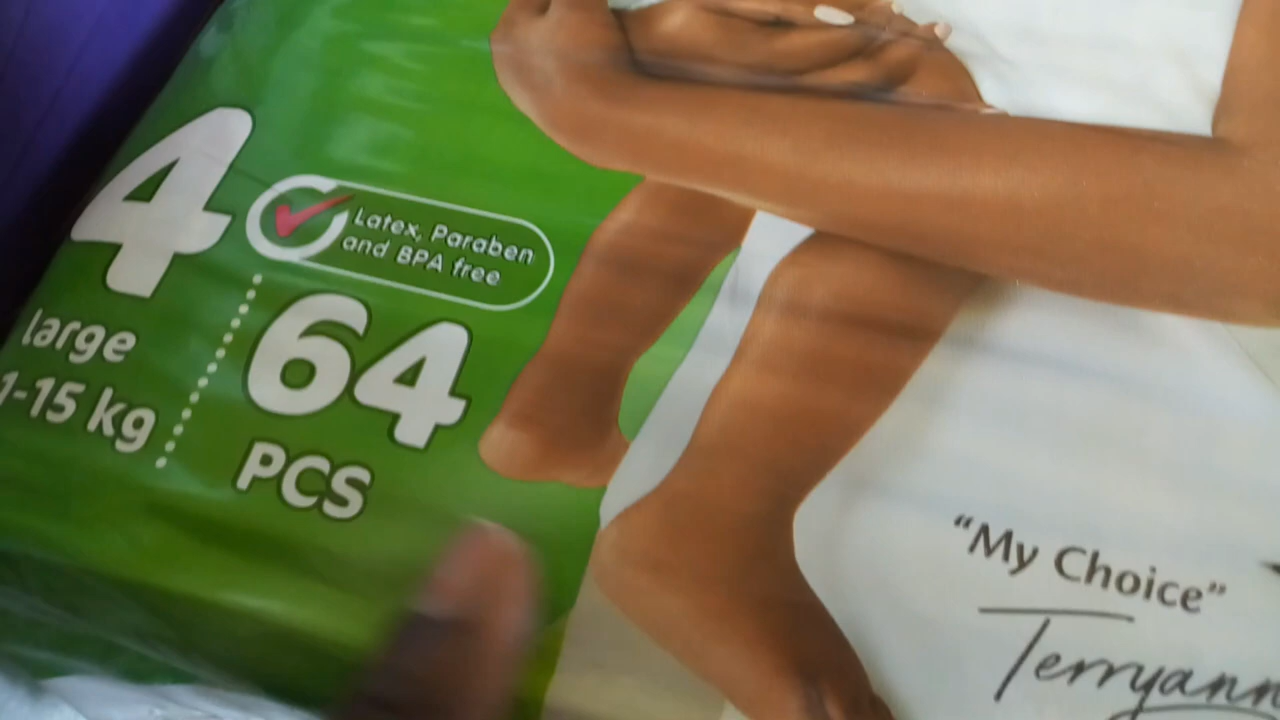 4
large
1-15 kg
Latex, Paraben
and BPA free
64
PCS
"My Choice"
Terryann